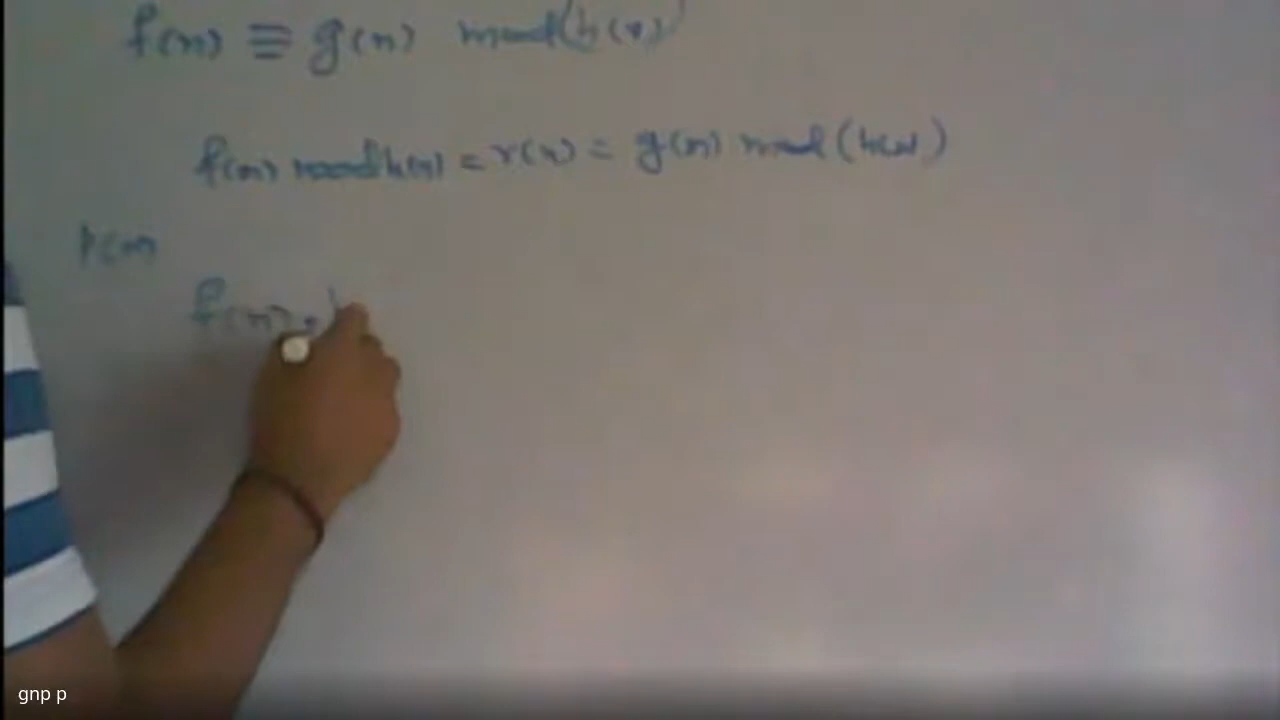 f(x) ≡ g(x) mod(h(x))
f(x) mod h(x) = r(x) = g(x) mod (h(x))
p(x)
f(x) .
gnp p